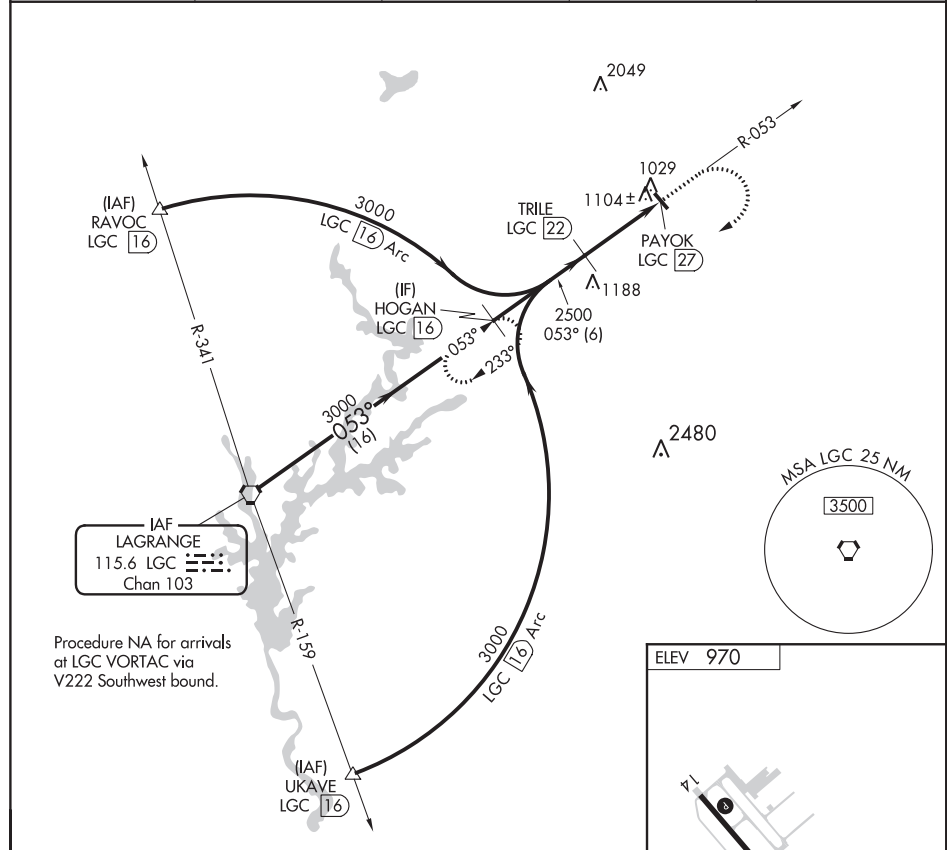 2049
R-053
1029
1104±
(IAF)
RAVOC
LGC 16
3000
LGC 16 Arc
TRILE
LGC 22
PAYOK
LGC 27
1188
(IF)
HOGAN
LGC 16
2500
053° (6)
053°
233°
R-341
3000
053°
(16)
2480
MSA LGC 25 NM
3500
IAF
LAGRANGE
115.6 LGC
Chan 103
R-159
Procedure NA for arrivals
at LGC VORTAC via
V222 Southwest bound.
3000
LGC 16 Arc
(IAF)
UKAVE
LGC 16
ELEV 970
14
P